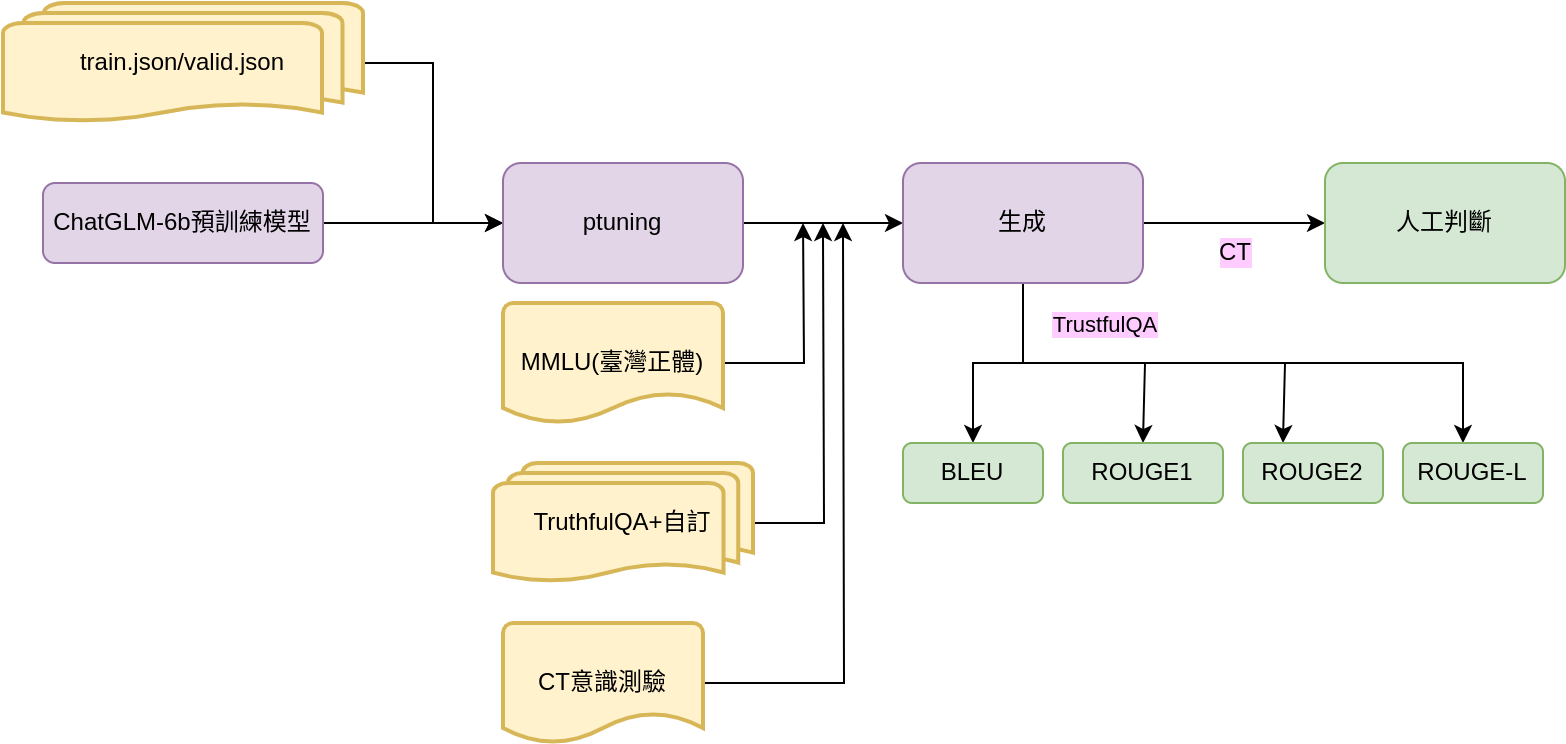 train.json/valid.json
ChatGLM-6b預訓練模型
ptuning
生成
人工判斷
CT
TrustfulQA
MMLU(臺灣正體)
BLEU
ROUGE1
ROUGE2
ROUGE-L
TruthfulQA+自訂
CT意識測驗